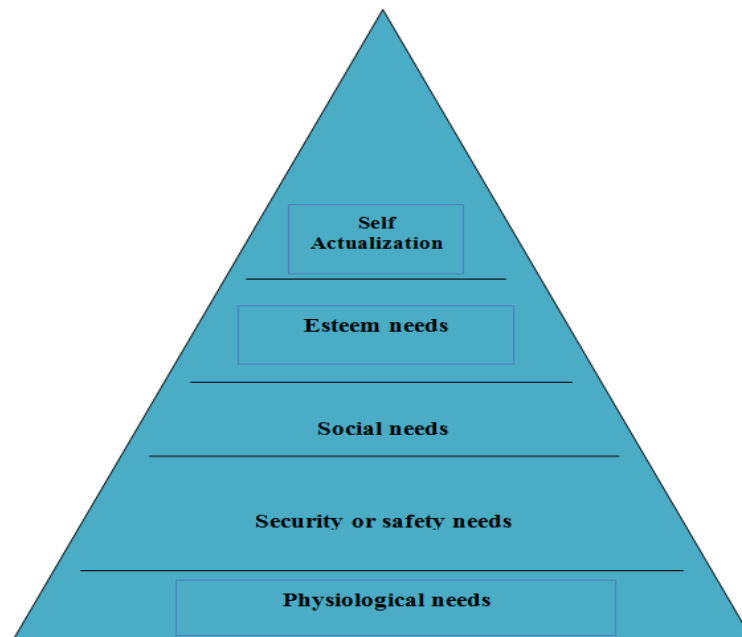 Self
Actualization
Esteem needs
Social needs
Security or safety needs
Physiological needs